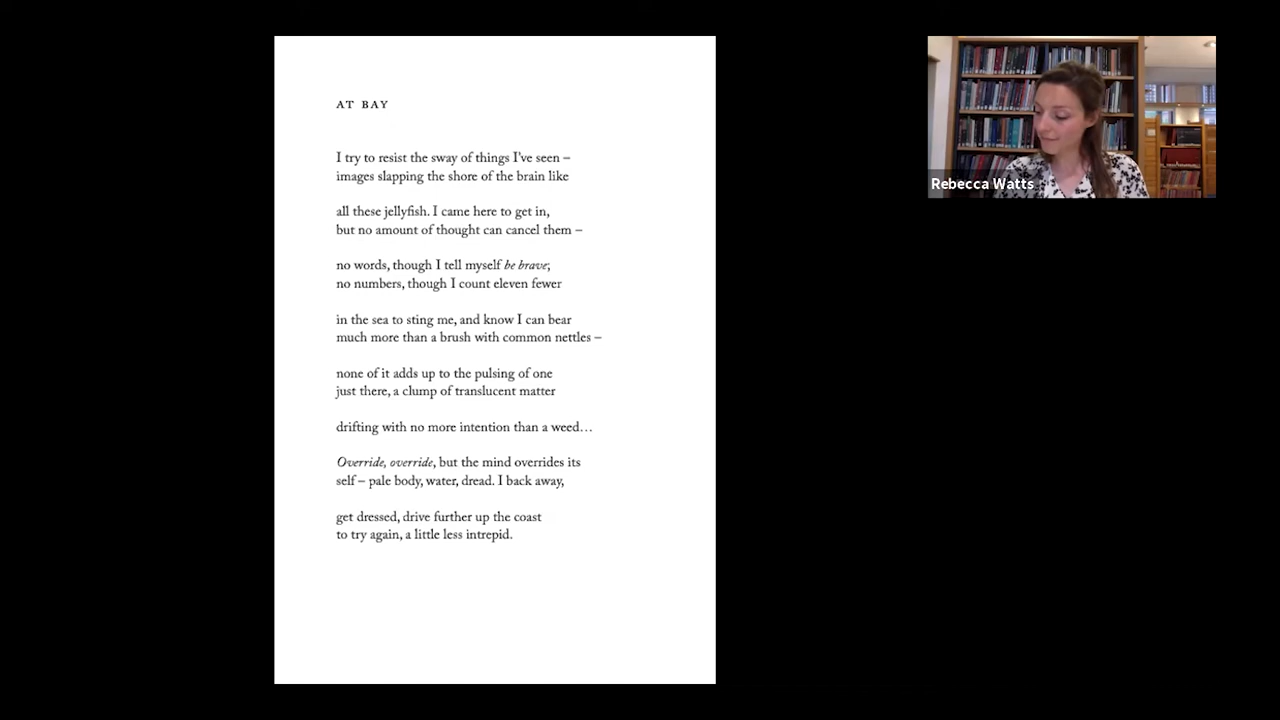 AT BAY
I try to resist the sway of things I've seen –
images slapping the shore of the brain like
all these jellyfish. I came here to get in,
but no amount of thought can cancel them –
no words, though I tell myself be brave;
no numbers, though I count eleven fewer
in the sea to sting me, and know I can bear
much more than a brush with common nettles –
none of it adds up to the pulsing of one
just there, a clump of translucent matter
drifting with no more intention than a weed…
Override, override, but the mind overrides its
self – pale body, water, dread. I back away,
get dressed, drive further up the coast
to try again, a little less intrepid.
Rebecca Watts